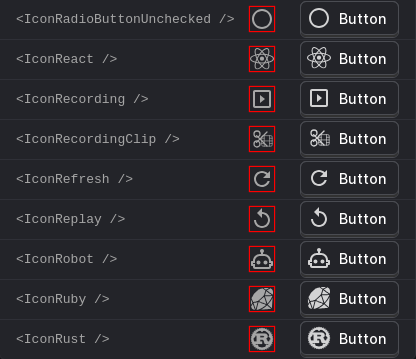 <IconRadioButtonUnchecked /> Button
<IconReact /> Button
<IconRecording /> Button
<IconRecordingClip /> Button
<IconRefresh /> Button
<IconReplay /> Button
<IconRobot /> Button
<IconRuby /> Button
<IconRust /> Button